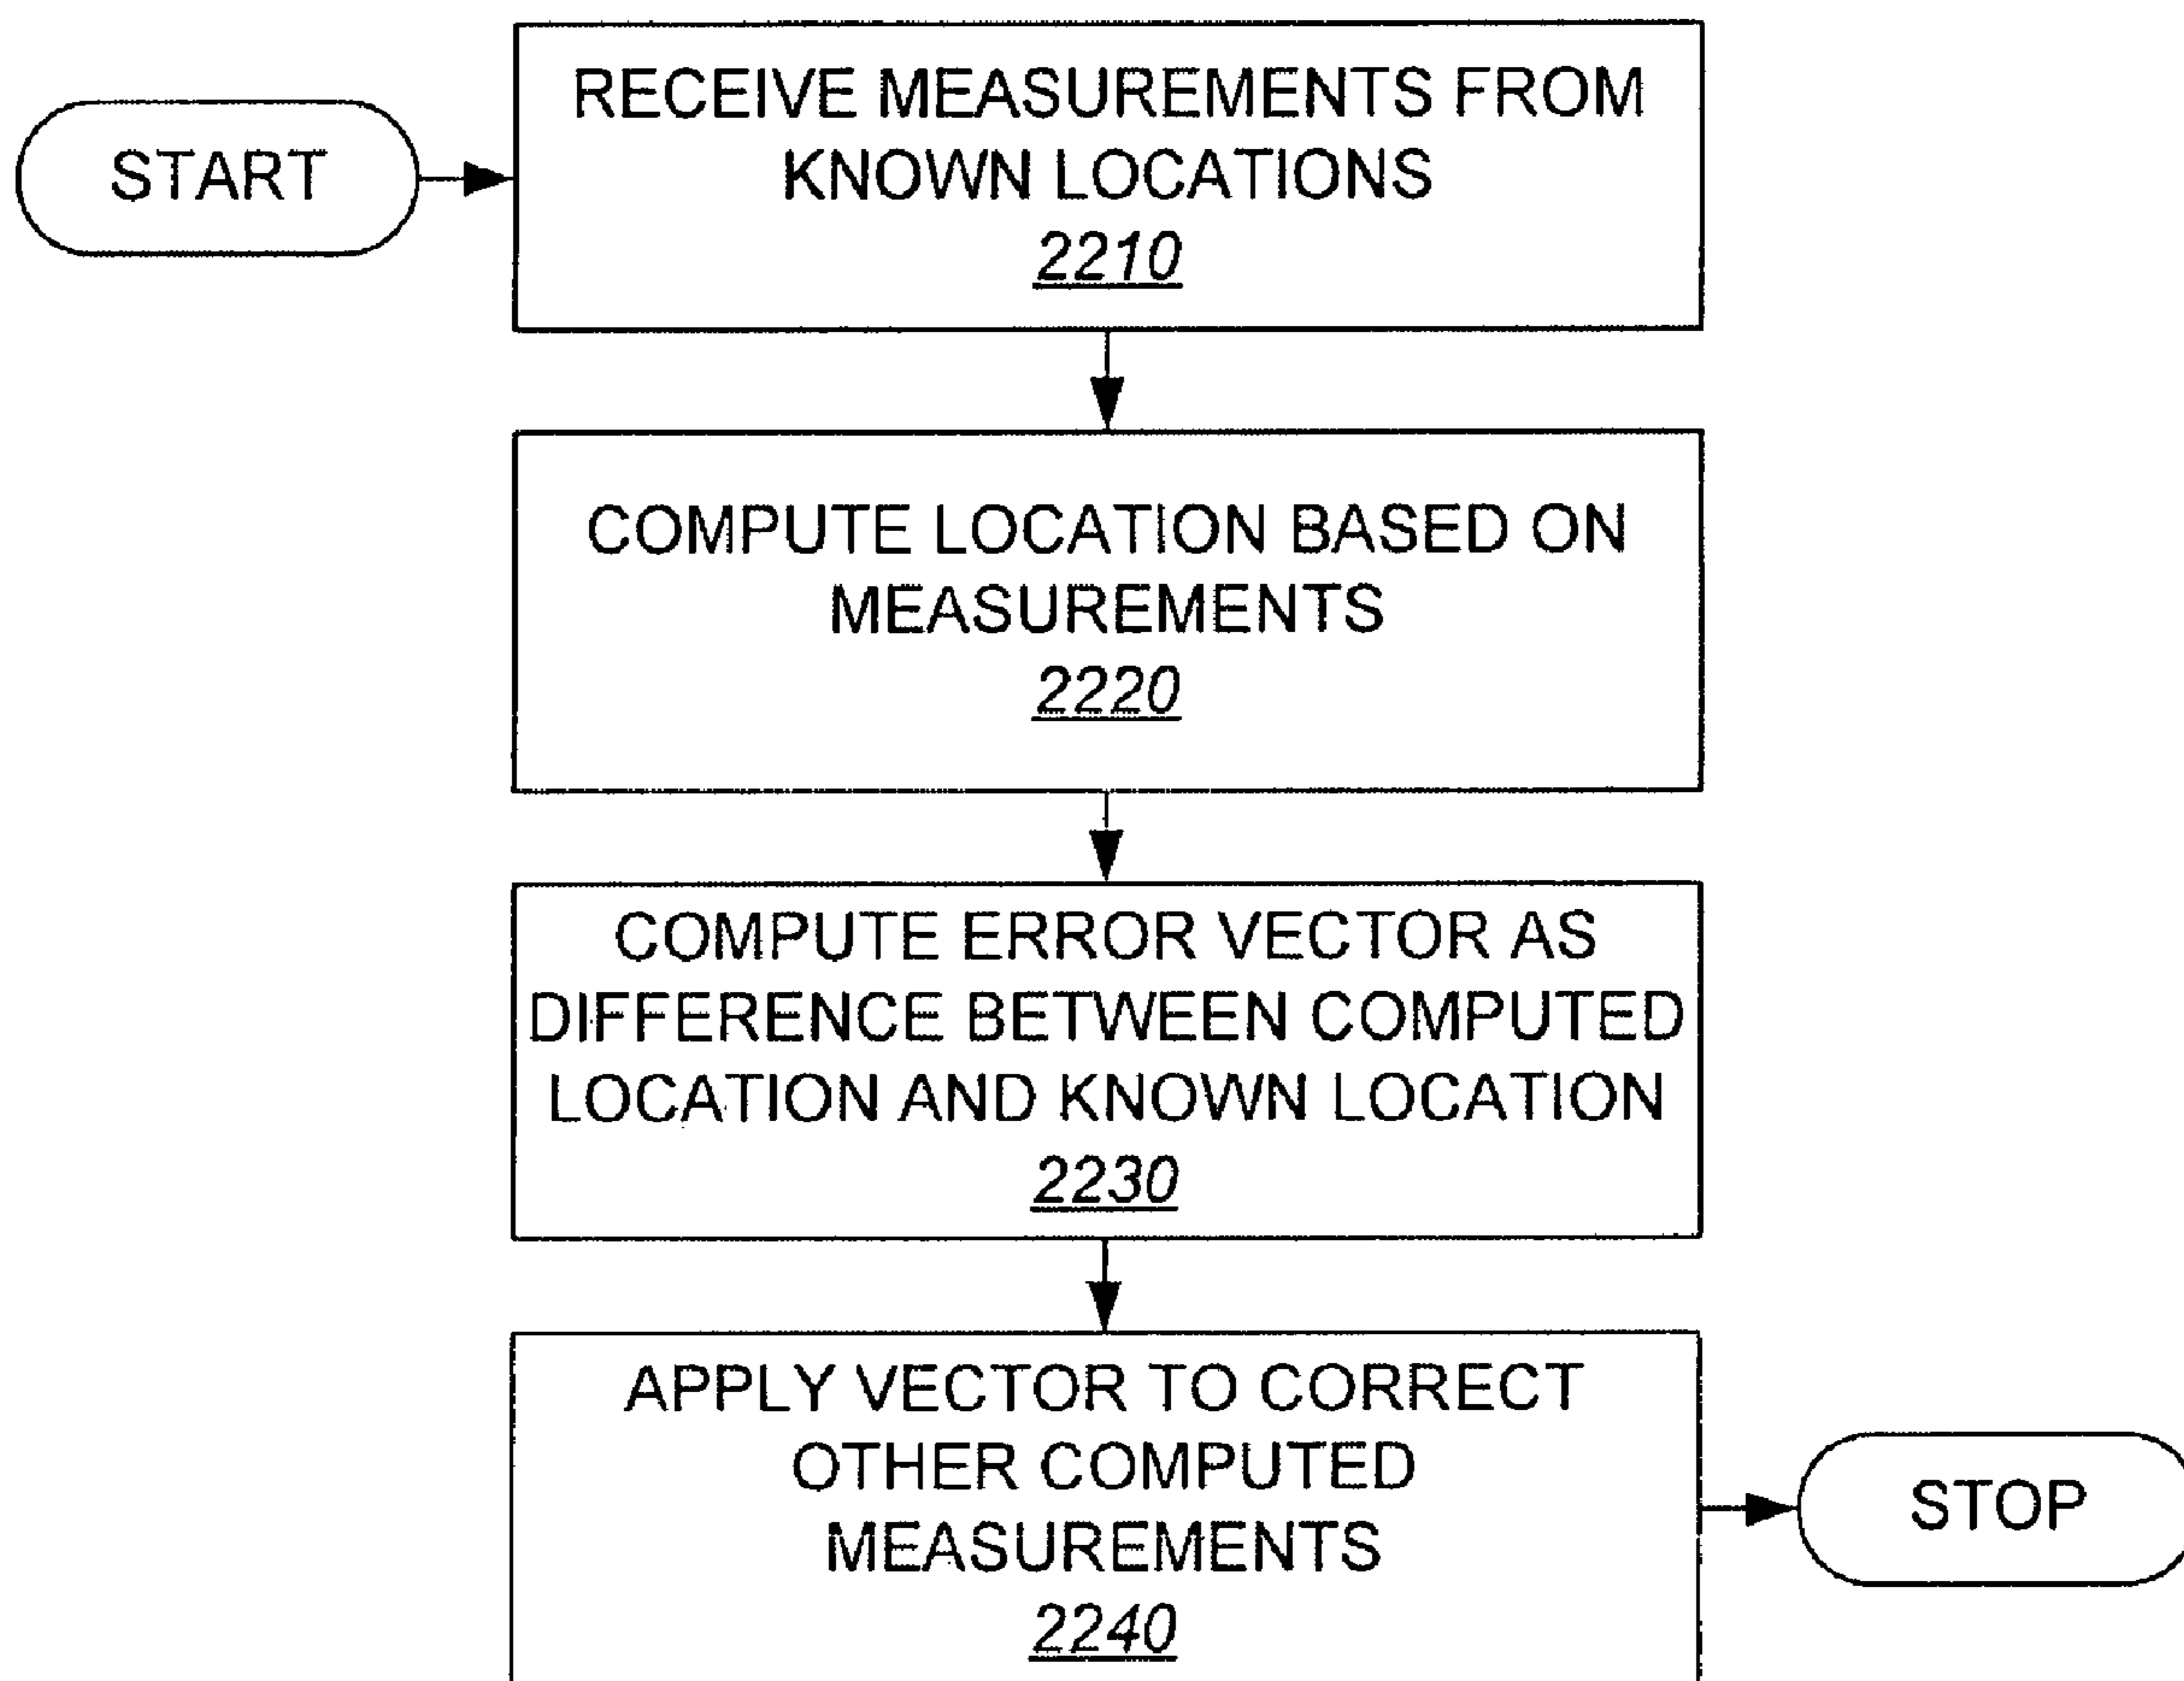 START
RECEIVE MEASUREMENTS FROM
KNOWN LOCATIONS
2210
COMPUTE LOCATION BASED ON
MEASUREMENTS
2220
COMPUTE ERROR VECTOR AS
DIFFERENCE BETWEEN COMPUTED
LOCATION AND KNOWN LOCATION
2230
APPLY VECTOR TO CORRECT
OTHER COMPUTED
MEASUREMENTS
2240
STOP